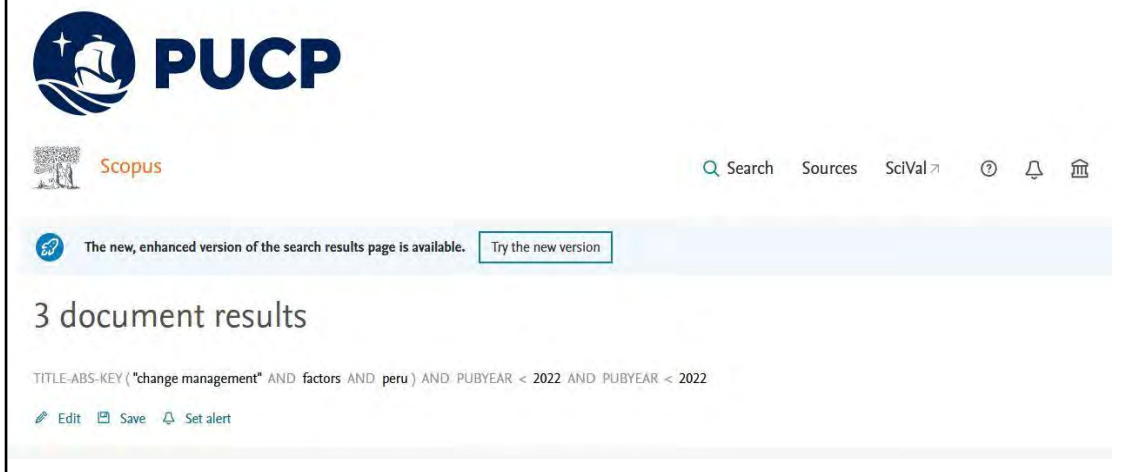 PUCP
Scopus
Search Sources SciVal
The new, enhanced version of the search results page is available. Try the new version
3 document results
TITLE-ABS-KEY ( "change management" AND factors AND peru ) AND PUBYEAR < 2022 AND PUBYEAR < 2022
Edit Save Set alert